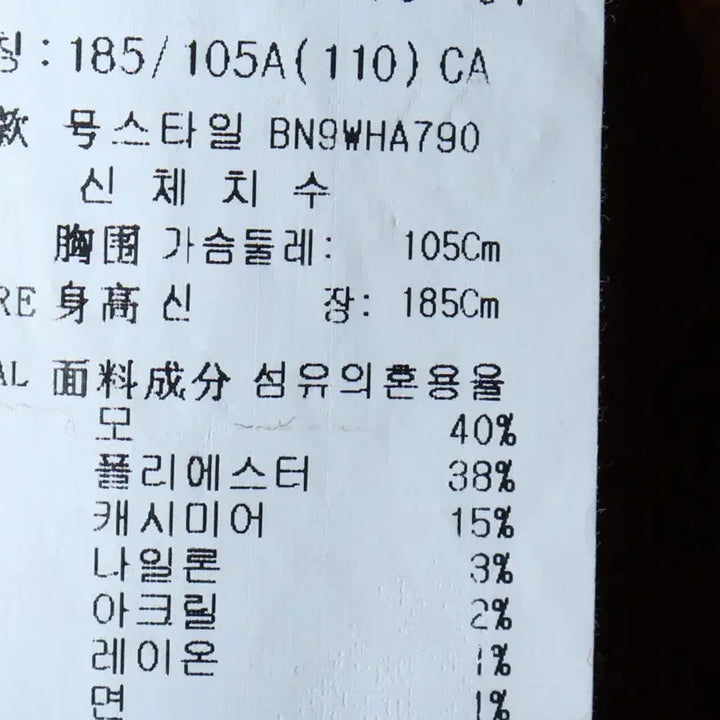 : 185/105A(110) CA
款 号스타일 BN9WHA790
신 체 치 수
胸围 가슴둘레: 105Cm
RE 身高 신 장: 185Cm
AL 面料成分 섬유의혼용율
모 40%
폴리에스터 38%
캐시미어 15%
나일론 3%
아크릴 2%
레이온 1%
면 1%